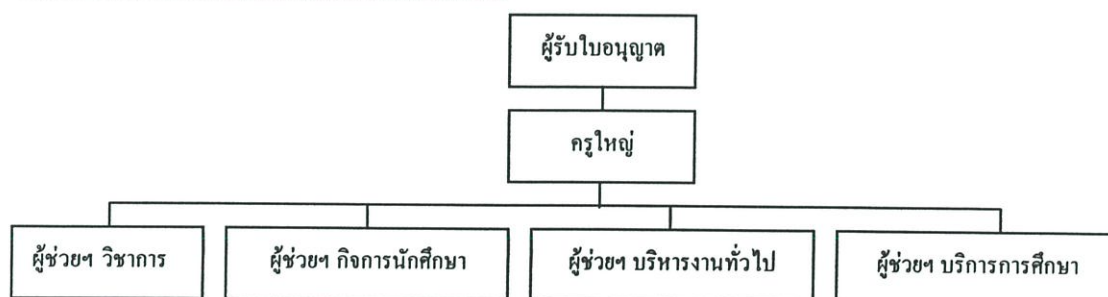 ผู้รับใบอนุญาต
ครูใหญ่
ผู้ช่วยฯ วิชาการ
ผู้ช่วยฯ กิจการนักศึกษา
ผู้ช่วยฯ บริหารงานทั่วไป
ผู้ช่วยฯ บริการการศึกษา